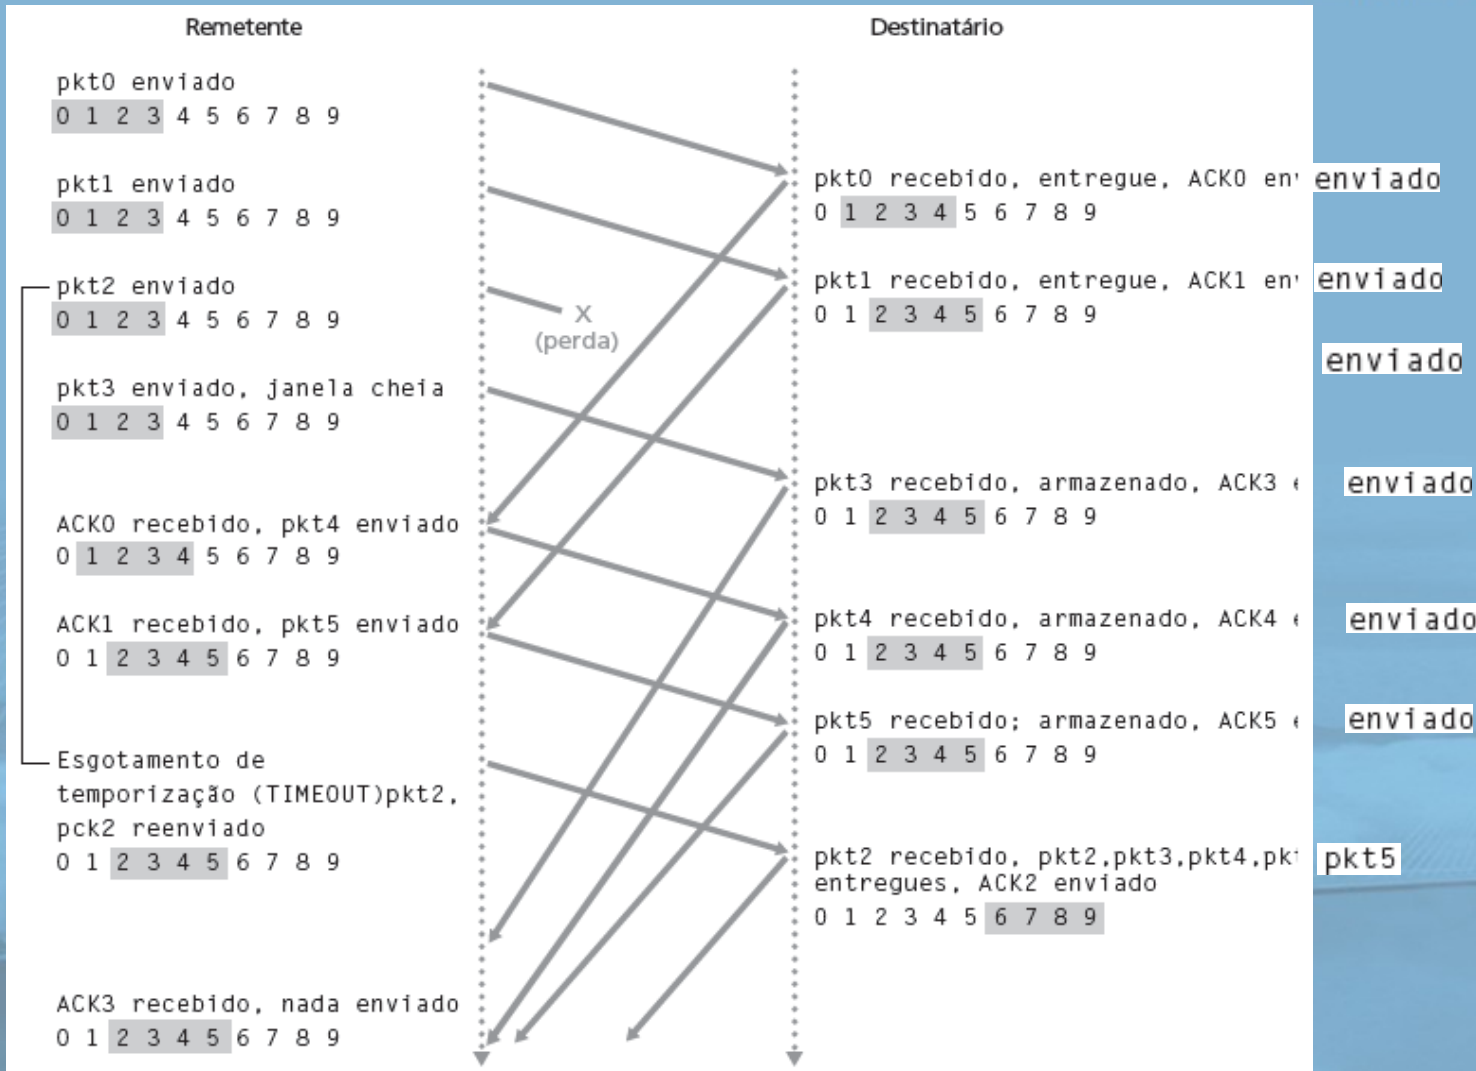 Remetente
pkt0 enviado
0 1 2 3 4 5 6 7 8 9
pkt1 enviado
0 1 2 3 4 5 6 7 8 9
pkt2 enviado
0 1 2 3 4 5 6 7 8 9
pkt3 enviado, janela cheia
0 1 2 3 4 5 6 7 8 9
ACK0 recebido, pkt4 enviado
0 1 2 3 4 5 6 7 8 9
ACK1 recebido, pkt5 enviado
0 1 2 3 4 5 6 7 8 9
Esgotamento de
temporização (TIMEOUT)pkt2,
pck2 reenviado
0 1 2 3 4 5 6 7 8 9
ACK3 recebido, nada enviado
0 1 2 3 4 5 6 7 8 9
X
(perda)
Destinatário
pkt0 recebido, entregue, ACK0 enviado
0 1 2 3 4 5 6 7 8 9
pkt1 recebido, entregue, ACK1 enviado
0 1 2 3 4 5 6 7 8 9
enviado
pkt3 recebido, armazenado, ACK3 enviado
0 1 2 3 4 5 6 7 8 9
pkt4 recebido, armazenado, ACK4 enviado
0 1 2 3 4 5 6 7 8 9
pkt5 recebido; armazenado, ACK5 enviado
0 1 2 3 4 5 6 7 8 9
pkt2 recebido, pkt2,pkt3,pkt4,pkt5
entregues, ACK2 enviado
0 1 2 3 4 5 6 7 8 9